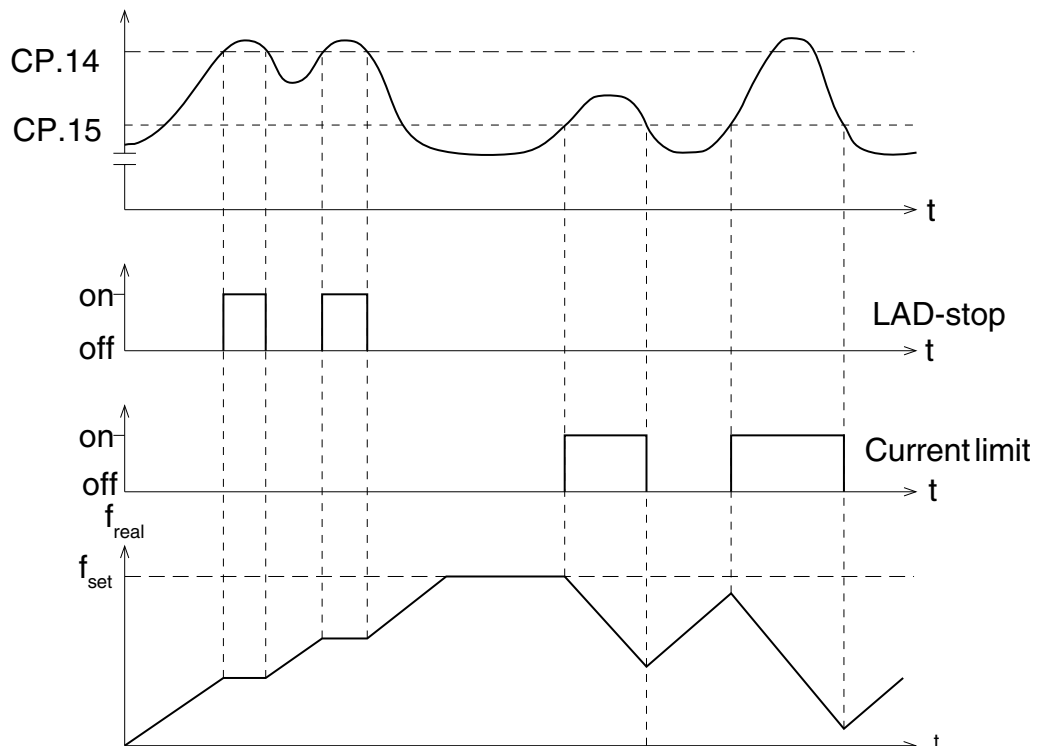 CP.14
CP.15
t
on
off
LAD-stop
t
on
off
Current limit
t
f real
f set
t